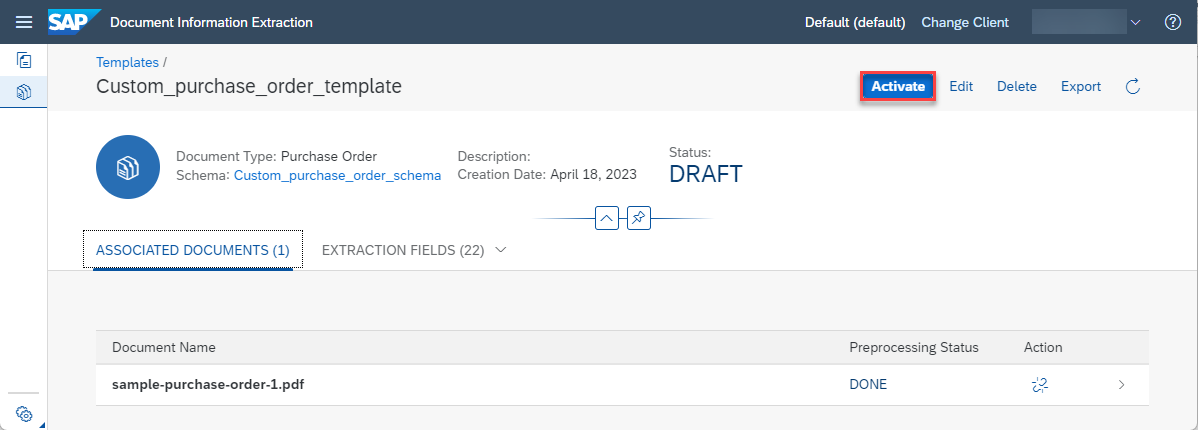 SAP Document Information Extraction Default (default) Change Client
Templates /
Custom_purchase_order_template Activate Edit Delete Export
Document Type: Purchase Order Description: Status:
Schema: Custom_purchase_order_schema Creation Date: April 18, 2023 DRAFT
ASSOCIATED DOCUMENTS (1) EXTRACTION FIELDS (22)
Document Name Preprocessing Status Action
sample-purchase-order-1.pdf DONE